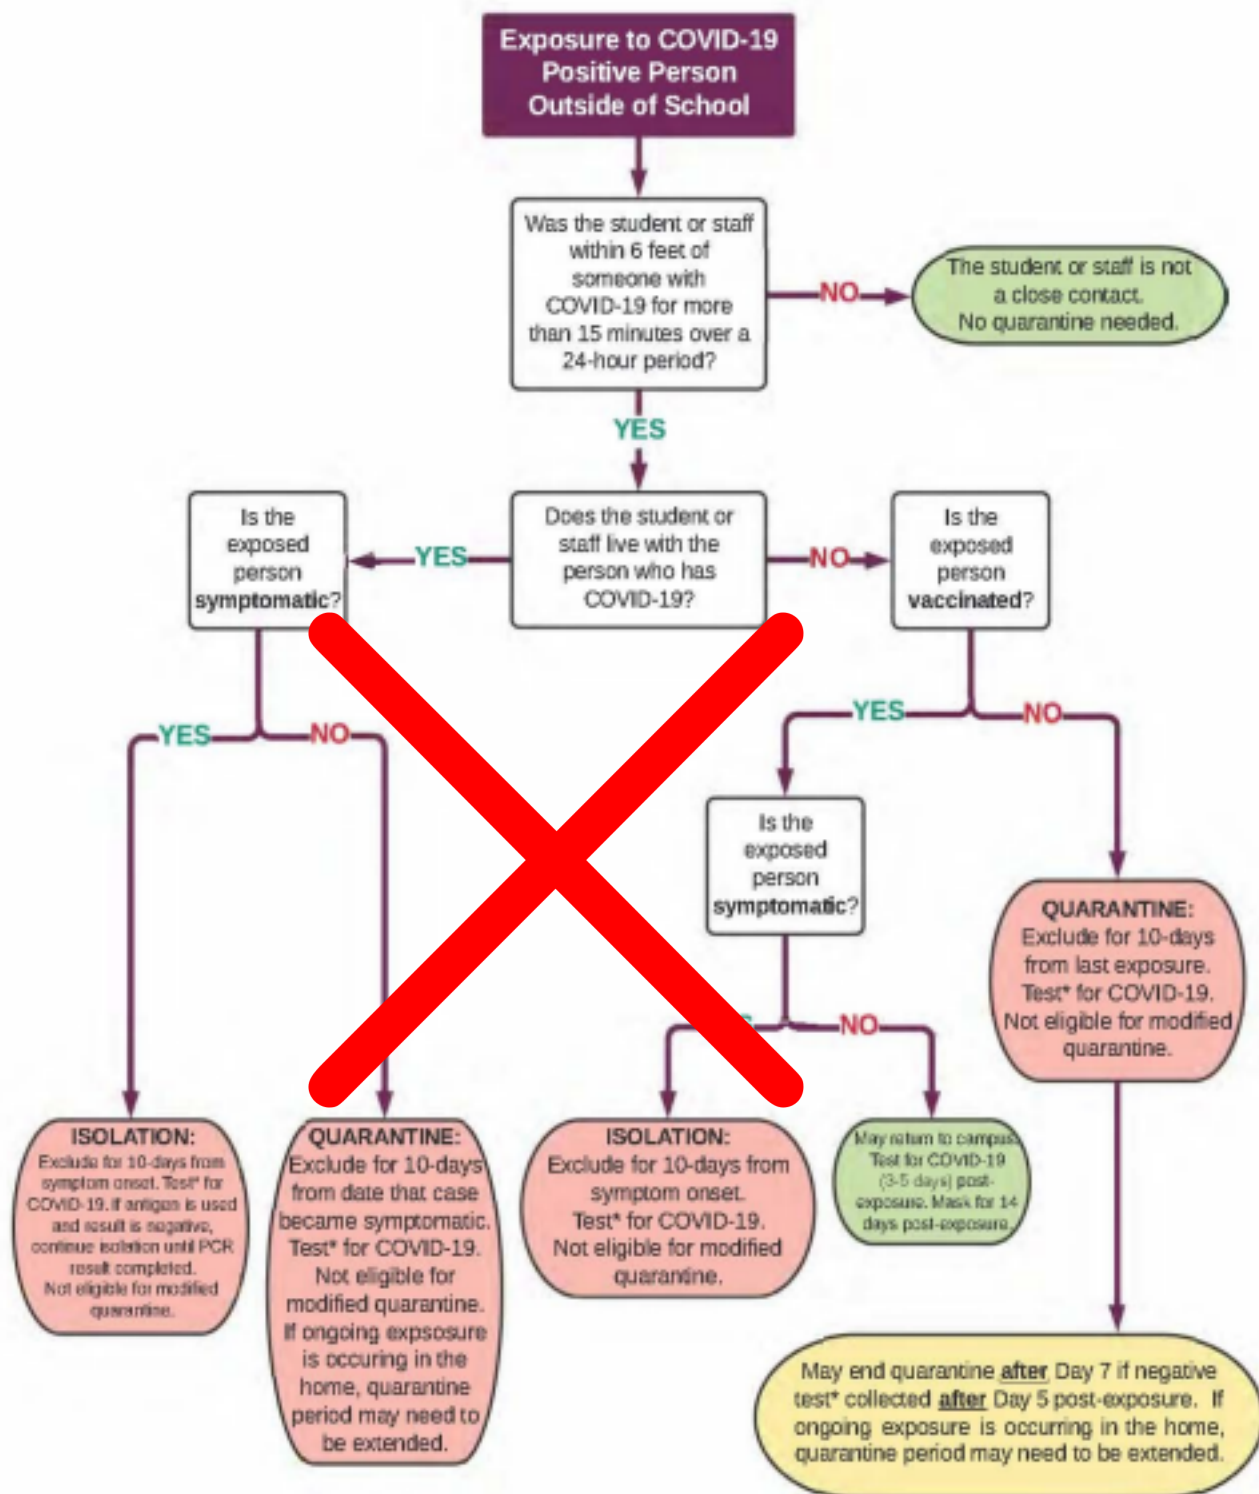 Exposure to COVID-19
Positive Person
Outside of School
Was the student or staff
within 6 feet of
someone with
COVID-19 for more
than 15 minutes over a
24-hour period?
NO
The student or staff is not
a close contact.
No quarantine needed.
YES
Is the
exposed
person
symptomatic?
YES
Does the student or
staff live with the
person who has
COVID-19?
NO
Is the
exposed
person
vaccinated?
YES
NO
YES
NO
Is the
exposed
person
symptomatic?
QUARANTINE:
Exclude for 10-days
from last exposure.
Test* for COVID-19.
Not eligible for modified
quarantine.
NO
ISOLATION:
Exclude for 10-days from
symptom onset. Test* for
COVID-19. If antigen is used
and result is negative,
continue isolation until PCR
result completed.
Not eligible for modified
quarantine.
QUARANTINE:
Exclude for 10-days
from date that case
became symptomatic.
Test* for COVID-19.
Not eligible for
modified quarantine.
If ongoing expsosure
is occuring in the
home, quarantine
period may need to
be extended.
ISOLATION:
Exclude for 10-days from
symptom onset.
Test* for COVID-19.
Not eligible for modified
quarantine.
May return to campus.
Test for COVID-19
(3-5 days) post-
exposure. Mask for 14
days post-exposure.
May end quarantine after Day 7 if negative
test* collected after Day 5 post-exposure. If
ongoing exposure is occurring in the home,
quarantine period may need to be extended.